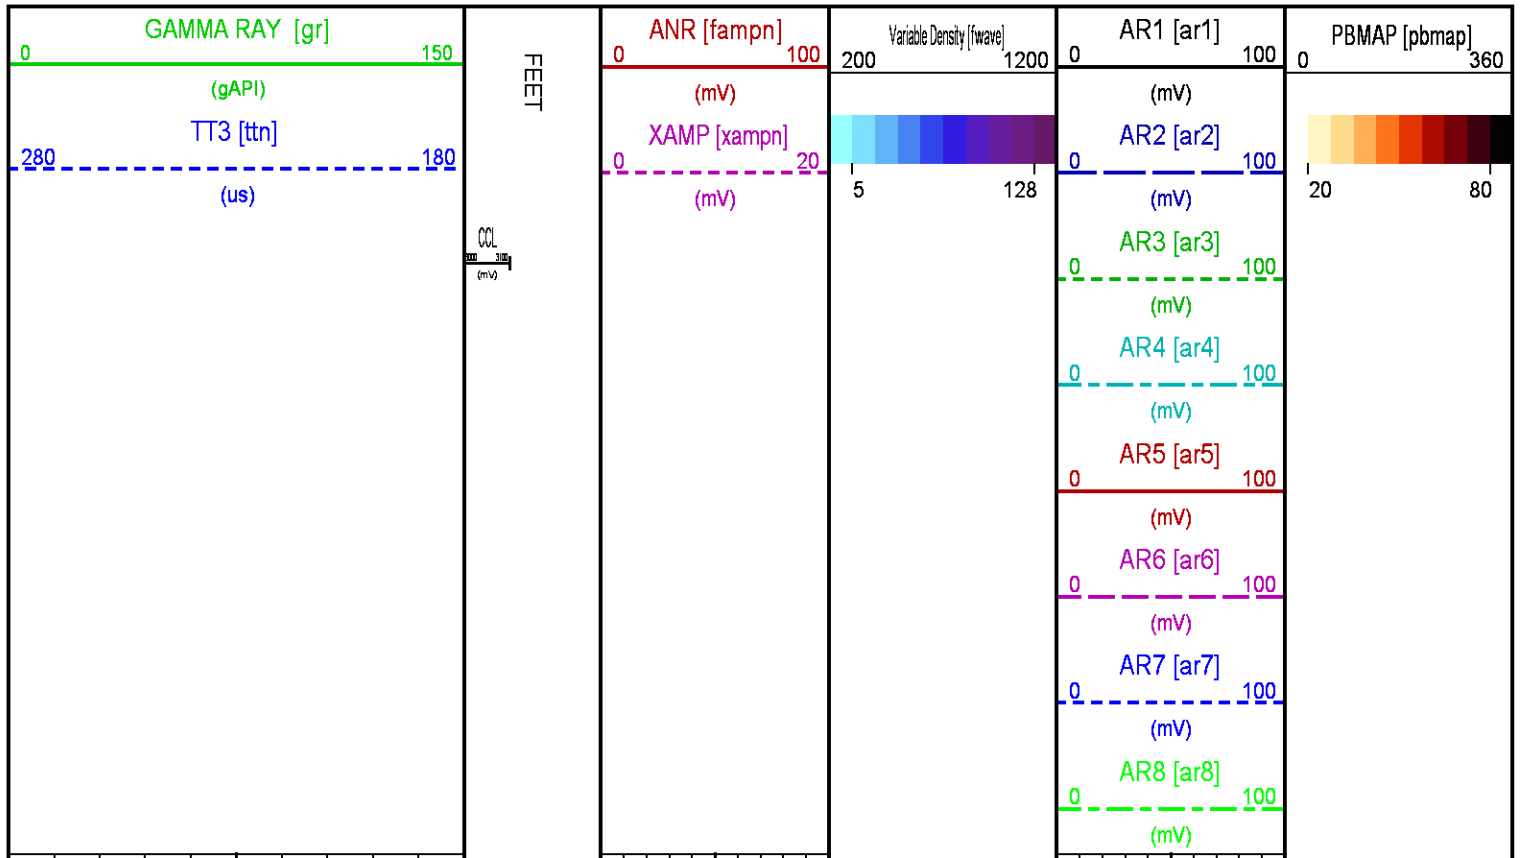 GAMMA RAY [gr]
0 150
(gAPI)
TT3 [ttn]
280 180
(us)
FEET
CCL
3100
(mV)
ANR [fampn]
0 100
(mV)
XAMP [xampn]
0 20
(mV)
Variable Density [fwave]
200 1200
5 128
AR1 [ar1]
0 100
(mV)
AR2 [ar2]
0 100
(mV)
AR3 [ar3]
0 100
(mV)
AR4 [ar4]
0 100
(mV)
AR5 [ar5]
0 100
(mV)
AR6 [ar6]
0 100
(mV)
AR7 [ar7]
0 100
(mV)
AR8 [ar8]
0 100
(mV)
PBMAP [pbmap]
0 360
20 80